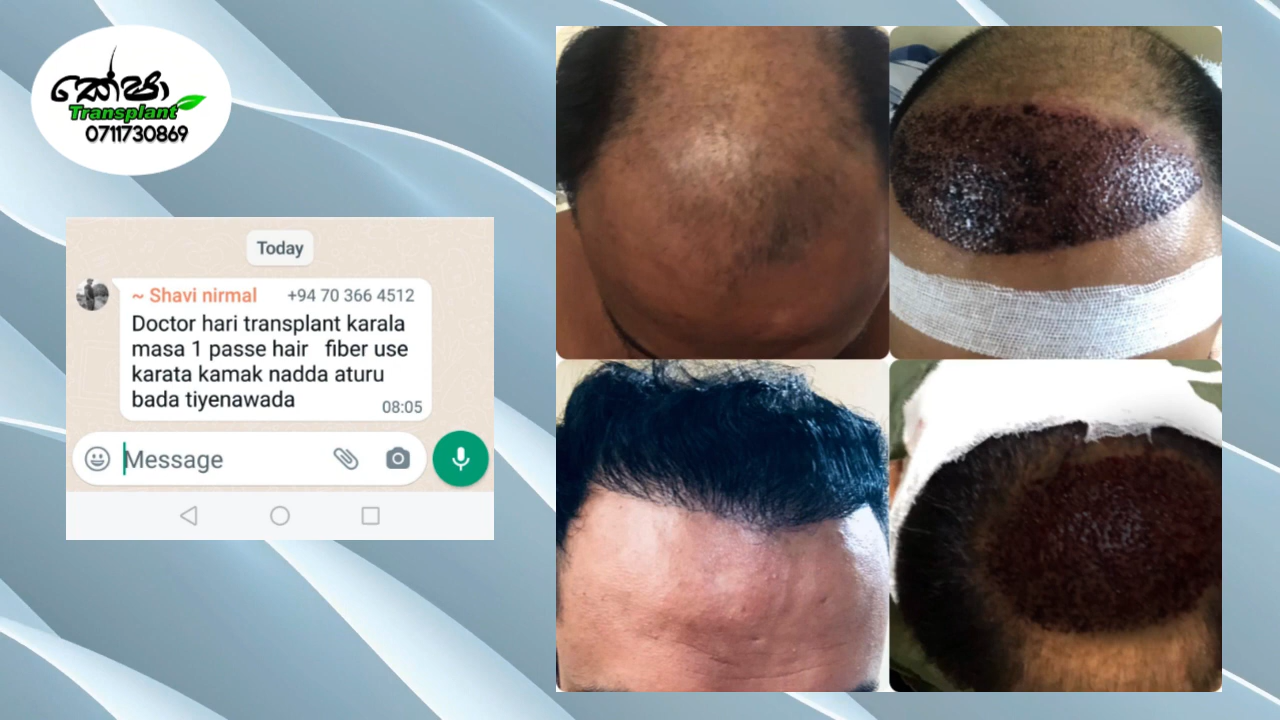 කේෂා
Transplant
0711730869
Today
~ Shavi nirmal +94 70 366 4512
Doctor hari transplant karala
masa 1 passe hair fiber use
karata kamak nadda aturu
bada tiyenawada
08:05
Message